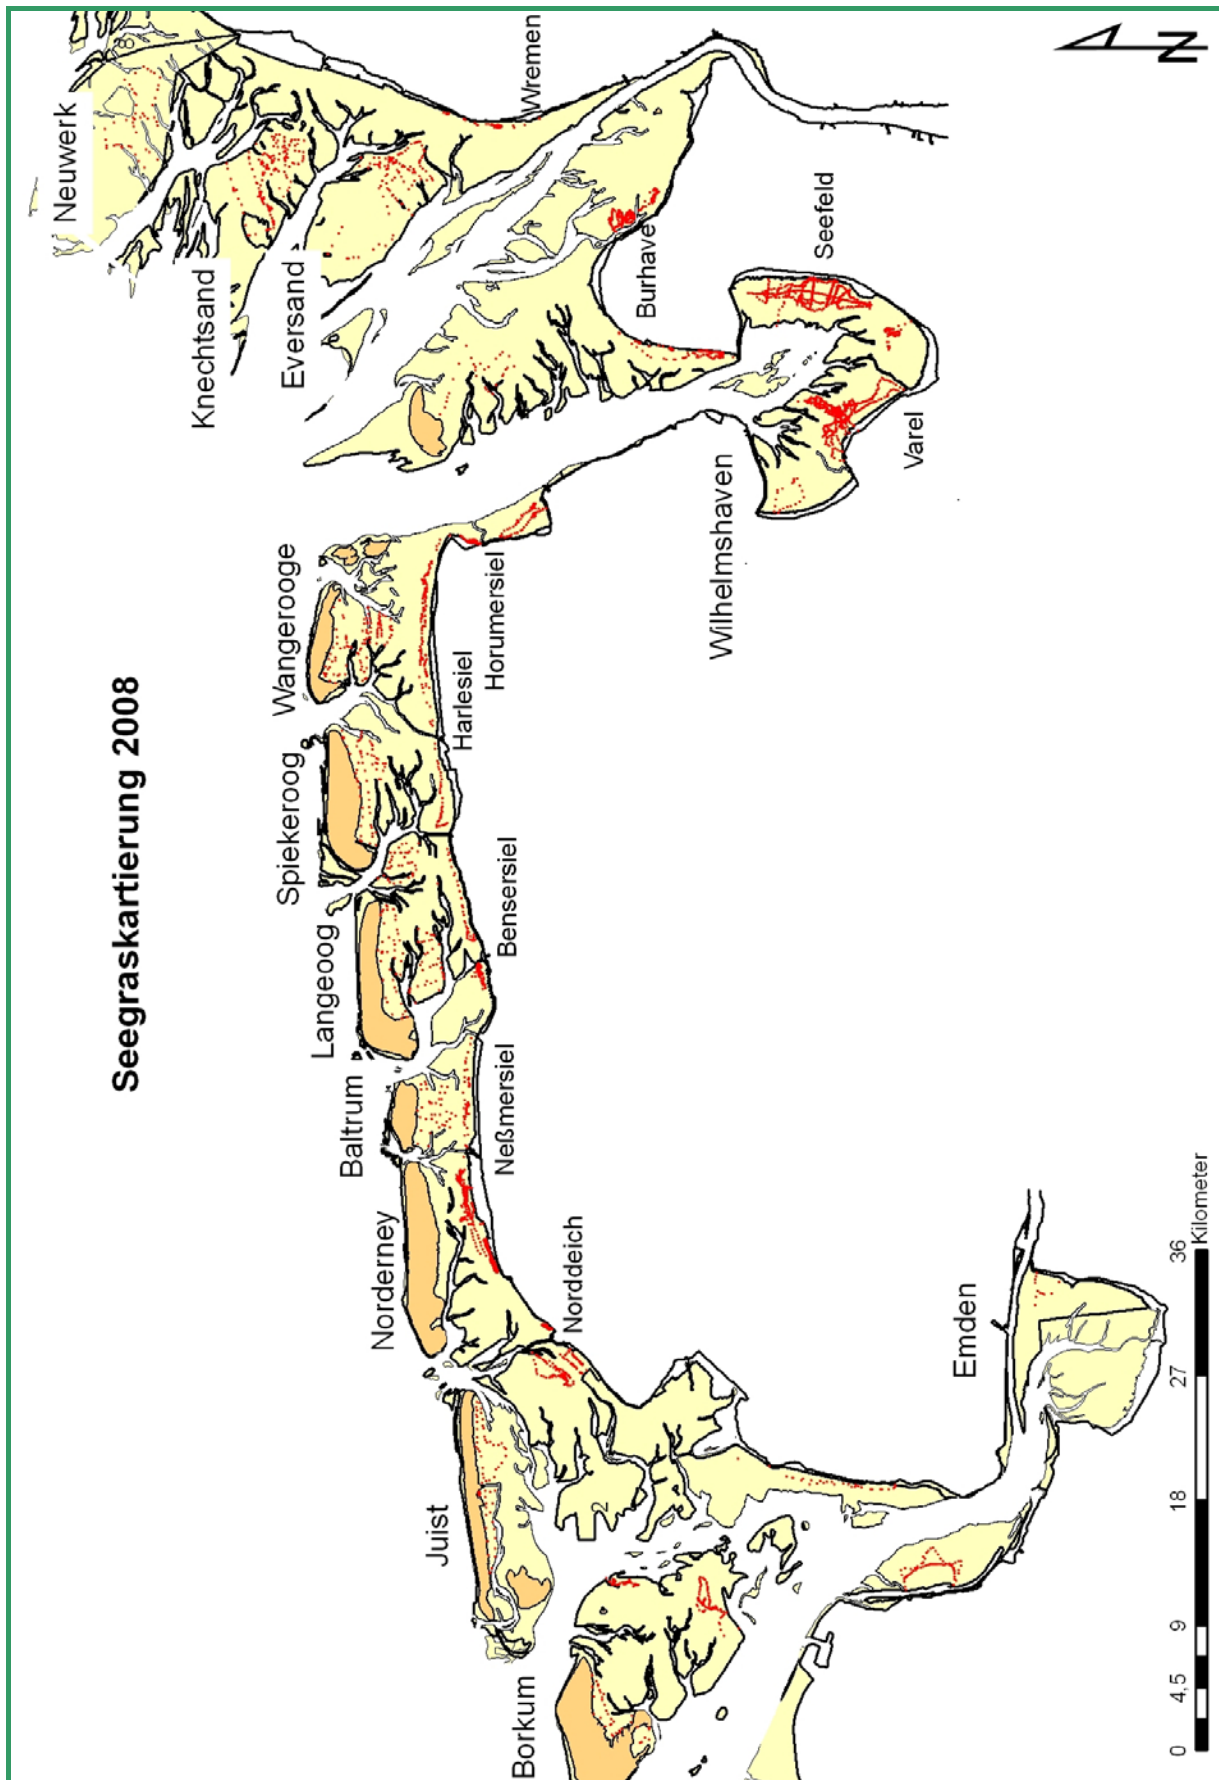 Seegraskartierung 2008
N
Borkum
Juist
Norderney
Baltrum
Langeoog
Spiekeroog
Wangerooge
Knechtsand
Eversand
Neuwerk
Wremen
Burhave
Seefeld
Varel
Wilhelmshaven
Horumersiel
Harlesiel
Bensersiel
Neßmersiel
Norddeich
Emden
0 4,5 9 18 27 36
Kilometer